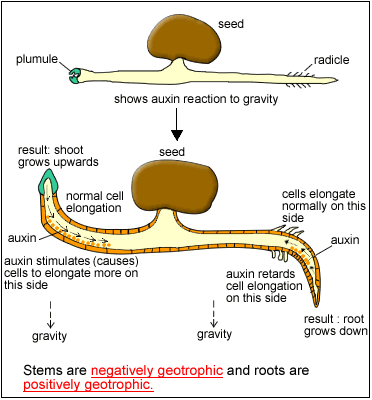 seed
plumule
radicle
shows auxin reaction to gravity
result: shoot
grows upwards
seed
normal cell
elongation
cells elongate
normally on this
side
auxin
auxin
auxin stimulates (causes)
cells to elongate more on
this side
auxin retards
cell elongation
on this side
gravity
gravity
result : root
grows down
Stems are negatively geotrophic and roots are
positively geotrophic.